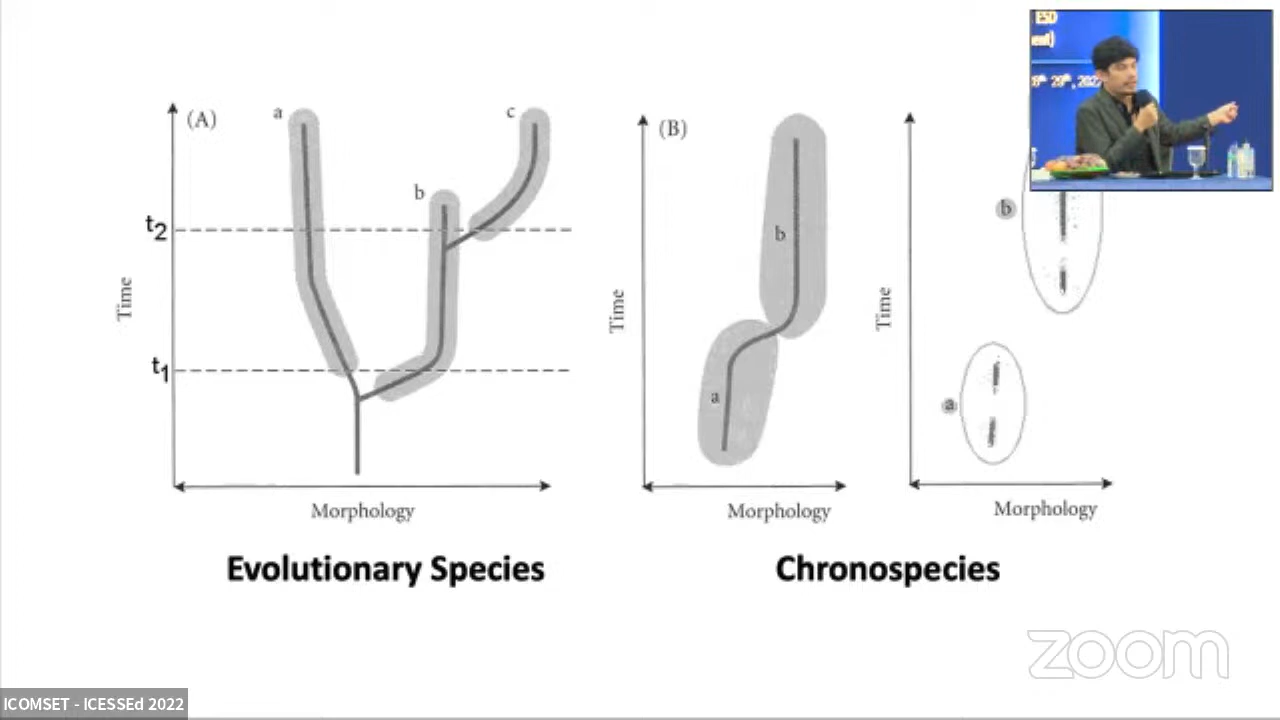 (A)
a
c
b
t2
t1
Time
Morphology
Evolutionary Species
(B)
b
a
Time
Morphology
b
a
Time
Morphology
Chronospecies
zoom
ICOMSET - ICESSEd 2022